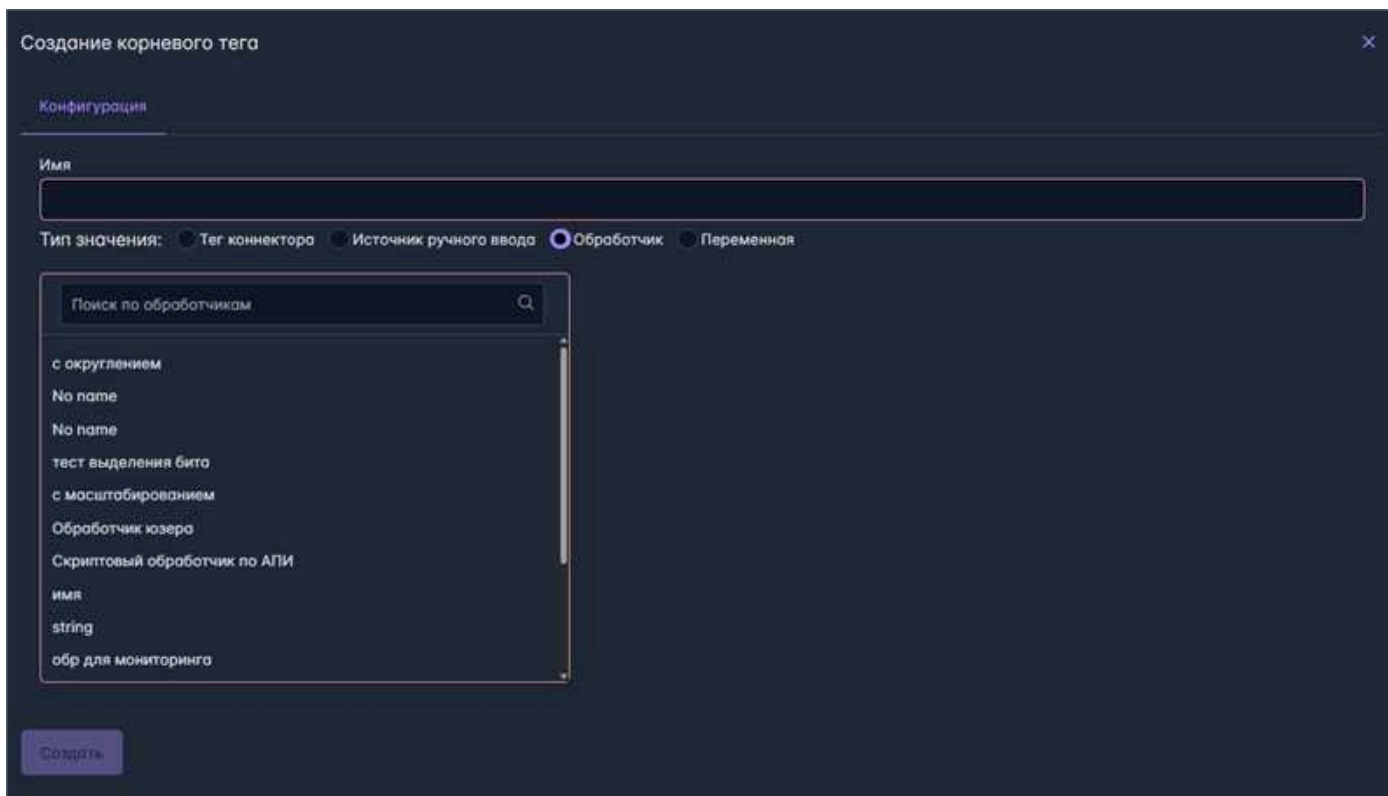 Создание корневого тега
Конфигурация
Имя
Тип значения: Тег коннектора Источник ручного ввода Обработчик Переменная
Поиск по обработчикам
с округлением
No name
No name
тест выделения бита
с масштабированием
Обработчик юзера
Скриптовый обработчик по АПИ
имя
string
обр для мониторинга
Создать